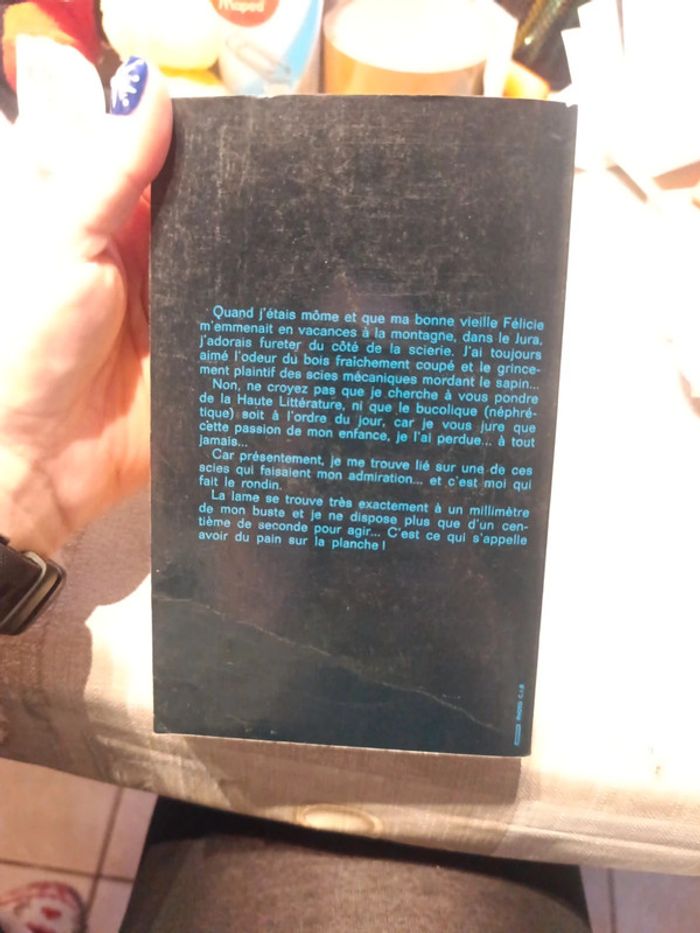 Maped
Quand j'étais môme et que ma bonne vieille Félicie
m'emmenait en vacances à la montagne, dans le Jura,
j'adorais fureter du côté de la scierie. J'ai toujours
aimé l'odeur du bois fraîchement coupé et le grince-
ment plaintif des scies mécaniques mordant le sapin...
Non, ne croyez pas que je cherche à vous pondre
de la Haute Littérature, ni que le bucolique (néphré-
tique) soit à l'ordre du jour, car je vous jure que
cette passion de mon enfance, je l'ai perdue... à tout
jamais...
Car présentement, je me trouve lié sur une de ces
scies qui faisaient mon admiration... et c'est moi qui
fait le rondin.
La lame se trouve très exactement à un millimètre
de mon buste et je ne dispose plus que d'un cen-
tième de seconde pour agir... C'est ce qui s'appelle
avoir du pain sur la planche !